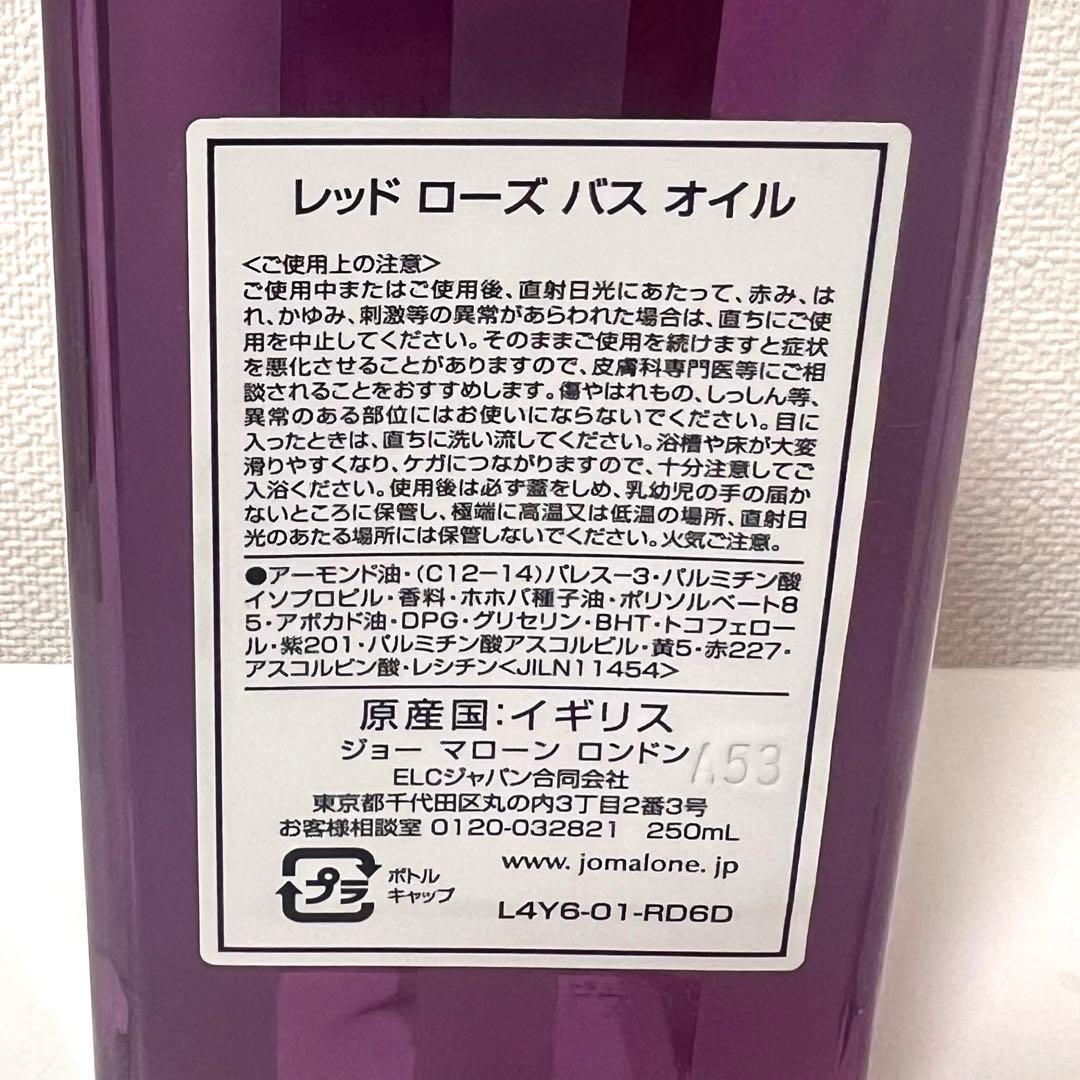 レッド ローズ バス オイル
<ご使用上の注意>
ご使用中またはご使用後、直射日光にあたって、赤み、は
れ、かゆみ、刺激等の異常があらわれた場合は、直ちにご使
用を中止してください。そのままご使用を続けますと症状
を悪化させることがありますので、皮膚科専門医等にご相
談されることをおすすめします。傷やはれもの、しっしん等、
異常のある部位にはお使いにならないでください。目に
入ったときは、直ちに洗い流してください。浴槽や床が大変
滑りやすくなり、ケガにつながりますので、十分注意してご
入浴ください。使用後は必ず蓋をしめ、乳幼児の手の届か
ないところに保管し、極端に高温又は低温の場所、直射日
光のあたる場所には保管しないでください。火気ご注意。
●アーモンド油・(C12-14)パレス-3・パルミチン酸
イソプロピル・香料・ホホバ種子油・ポリソルベート8
5・アボカド油・DPG・グリセリン・BHT・トコフェロー
ル・紫201・パルミチン酸アスコルビル・黄5・赤227・
アスコルビン酸・レシチン<JILN11454>
原産国:イギリス
ジョー マローン ロンドン
A53
ELCジャパン合同会社
東京都千代田区丸の内3丁目2番3号
お客様相談室 0120-032821 250mL
www.jomalone.jp
プラ
ボトル
キャップ
L4Y6-01-RD6D